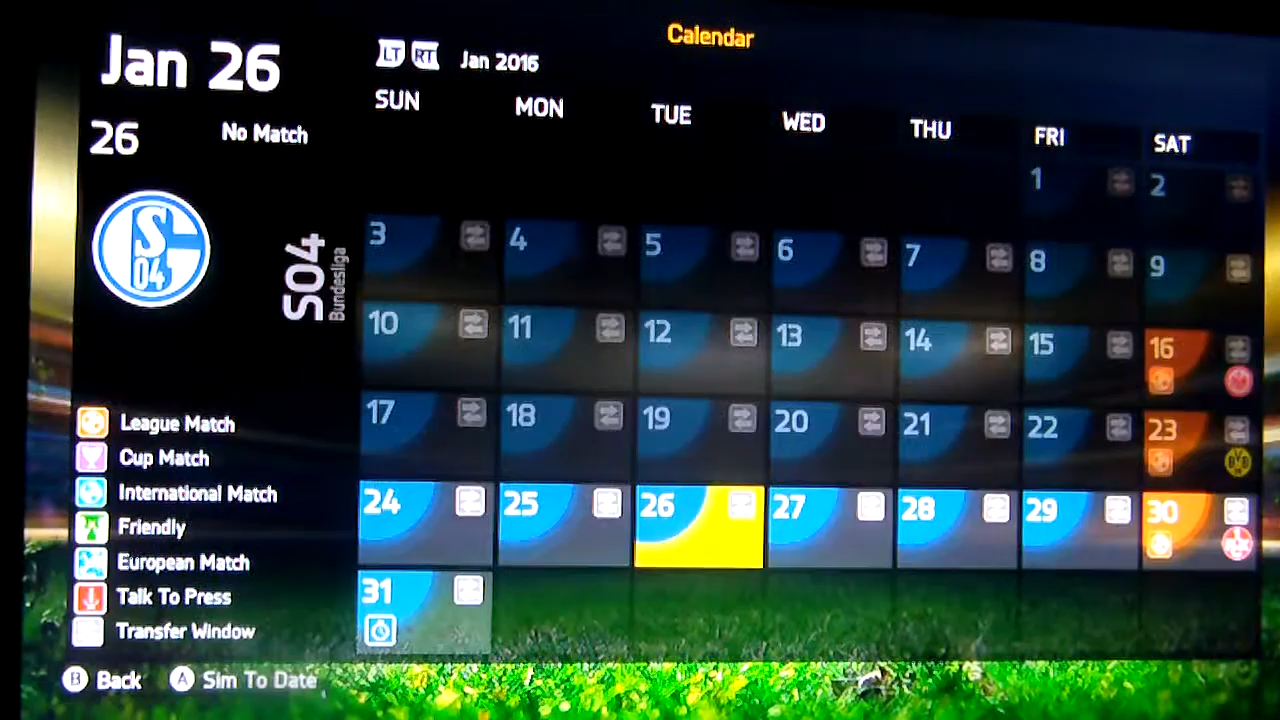 Calendar
Jan 26
LT RT Jan 2016
SUN MON TUE WED THU FRI SAT
26 No Match
1 2
S 04
S04
Bundesliga
3 4 5 6 7 8 9
10 11 12 13 14 15 16
17 18 19 20 21 22 23
BVB
24 25 26 27 28 29 30
31
League Match
Cup Match
International Match
Friendly
European Match
Talk To Press
Transfer Window
B Back A Sim To Date